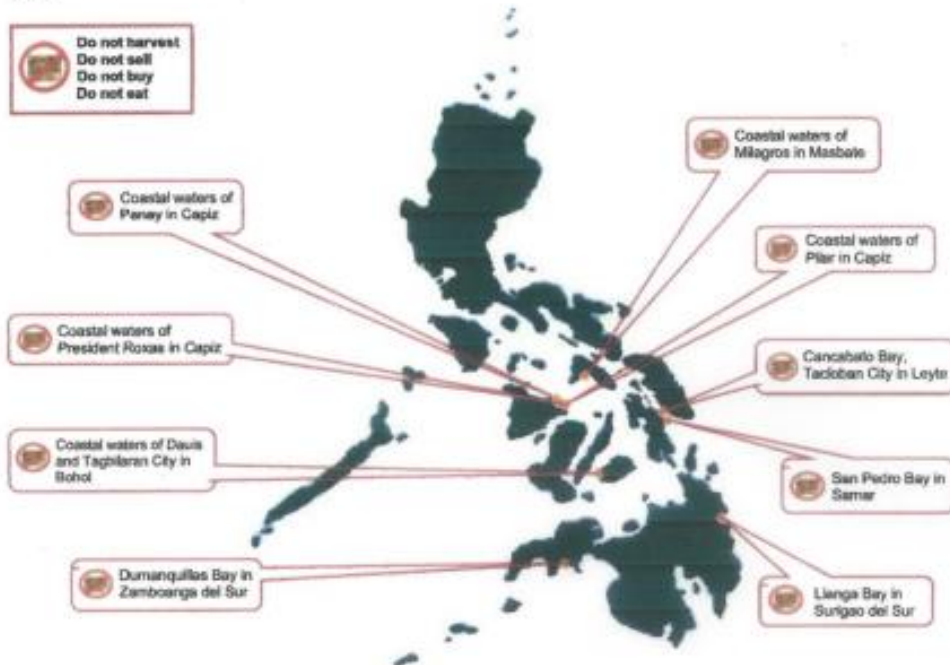 Do not harvest
Do not sell
Do not buy
Do not eat
Coastal waters of
Milagros in Masbate
Coastal waters of
Panay in Capiz
Coastal waters of
Pilar in Capiz
Coastal waters of
President Roxas in Capiz
Cancabato Bay,
Tacloban City in Leyte
Coastal waters of Dauis
and Tagbilaran City in
Bohol
San Pedro Bay in
Samar
Dumanquillas Bay in
Zamboanga del Sur
Lianga Bay in
Surigao del Sur